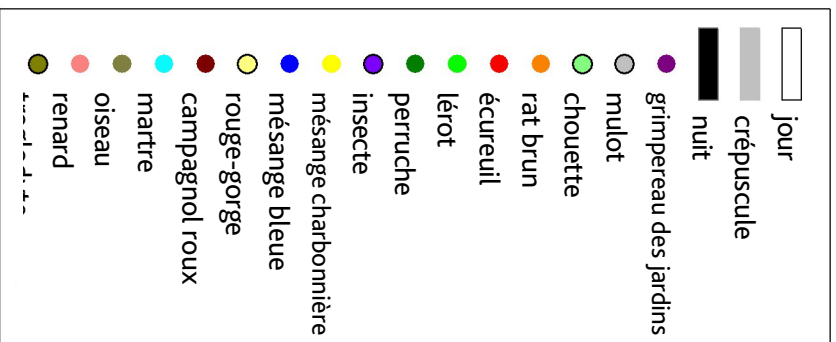 jour
crépuscule
nuit
grimpereau des jardins
mulot
chouette
rat brun
écureuil
lérot
perruche
insecte
mésange charbonnière
mésange bleue
rouge-gorge
campagnol roux
martre
oiseau
renard